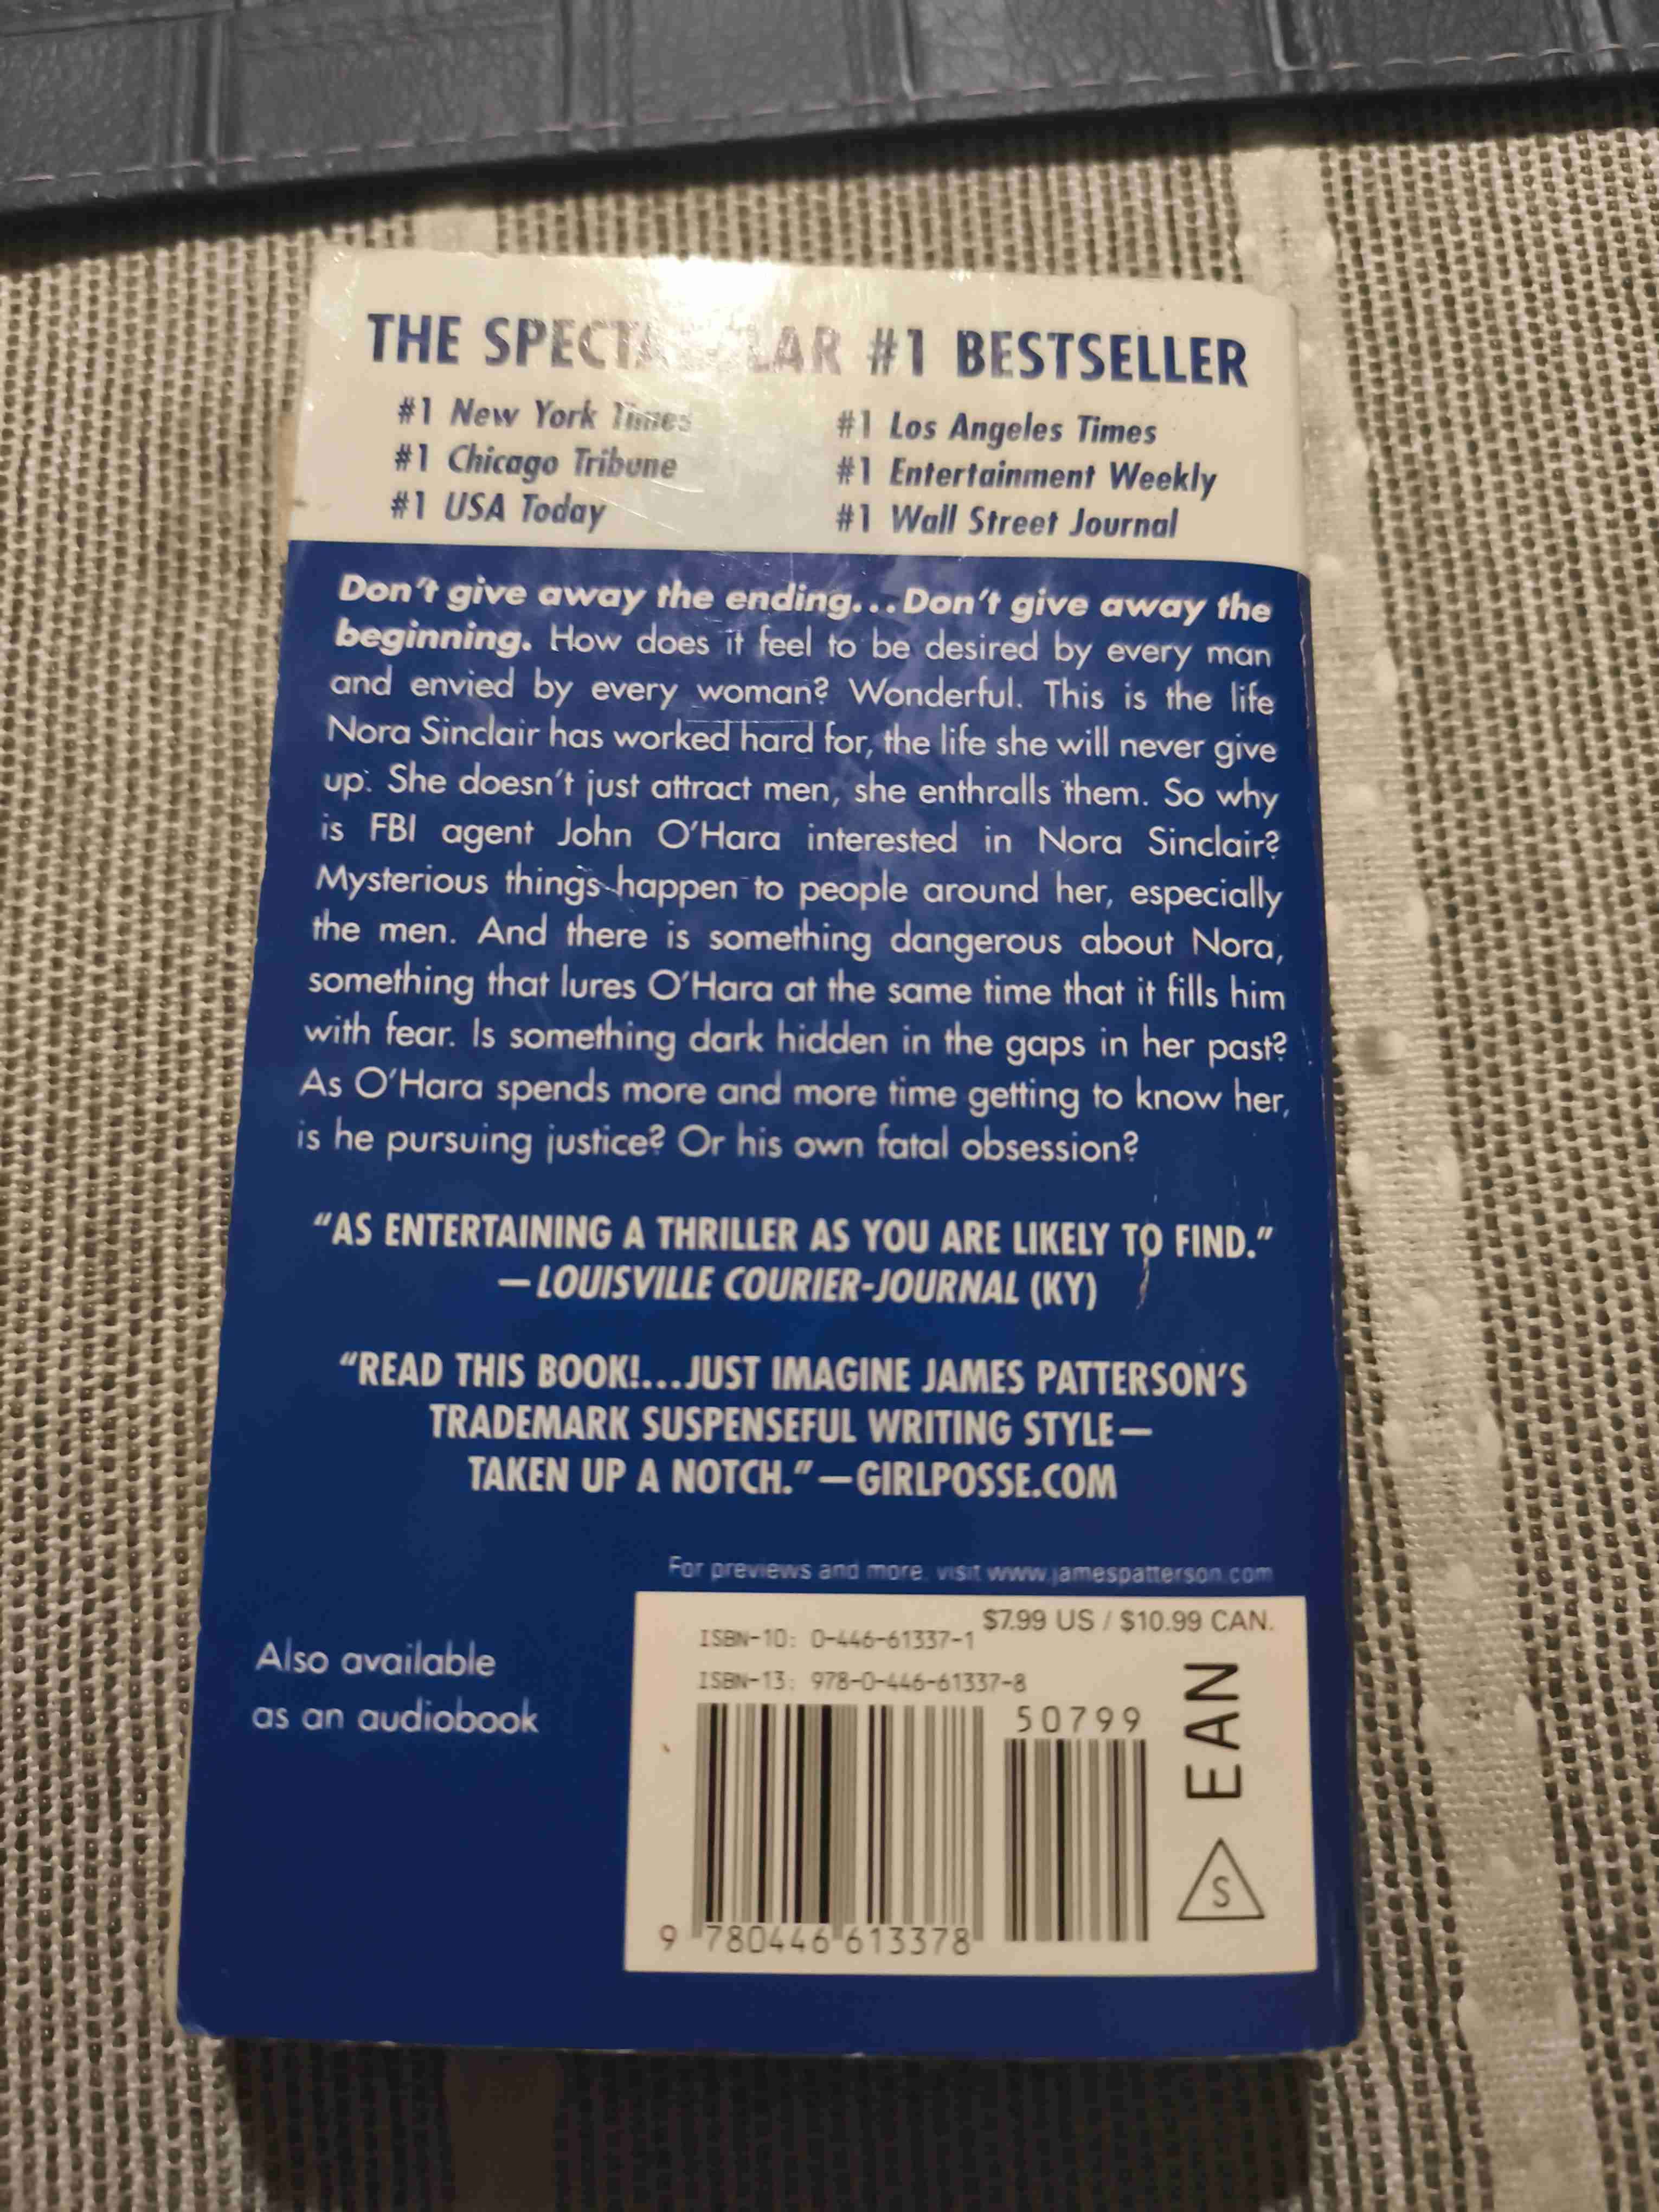 THE SPECTACULAR #1 BESTSELLER
#1 New York Times
#1 Chicago Tribune
#1 USA Today
#1 Los Angeles Times
#1 Entertainment Weekly
#1 Wall Street Journal
Don't give away the ending...Don't give away the
beginning. How does it feel to be desired by every man
and envied by every woman? Wonderful. This is the life
Nora Sinclair has worked hard for, the life she will never give
up. She doesn't just attract men, she enthralls them. So why
is FBI agent John O'Hara interested in Nora Sinclair?
Mysterious things happen to people around her, especially
the men. And there is something dangerous about Nora,
something that lures O'Hara at the same time that it fills him
with fear. Is something dark hidden in the gaps in her past?
As O'Hara spends more and more time getting to know her,
is he pursuing justice? Or his own fatal obsession?
"AS ENTERTAINING A THRILLER AS YOU ARE LIKELY TO FIND."
—LOUISVILLE COURIER-JOURNAL (KY)
"READ THIS BOOK!...JUST IMAGINE JAMES PATTERSON'S
TRADEMARK SUSPENSEFUL WRITING STYLE—
TAKEN UP A NOTCH."—GIRLPOSSE.COM
For previews and more, visit www.jamespatterson.com
Also available
as an audiobook
$7.99 US / $10.99 CAN.
ISBN-10: 0-446-61337-1
ISBN-13: 978-0-446-61337-8
50799
9 780446 613378
EAN
S